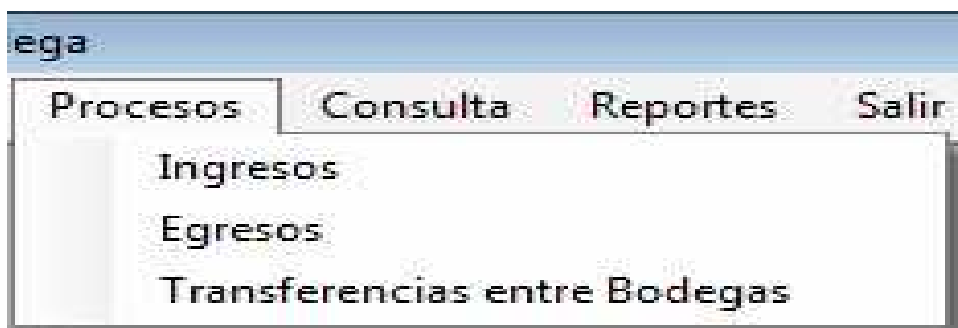 ega
Procesos Consulta Reportes Salir
Ingresos
Egresos
Transferencias entre Bodegas